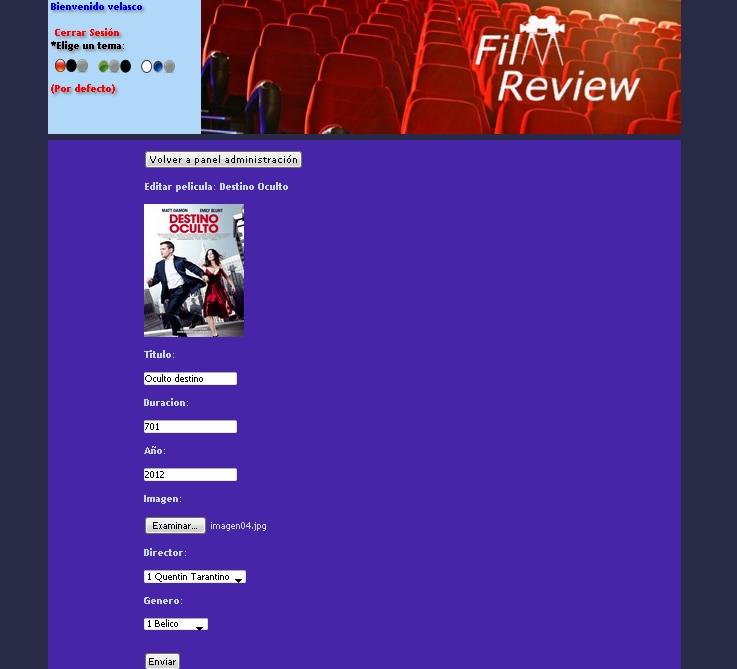 Bienvenido velasco
Cerrar Sesión
*Elige un tema:
(Por defecto)
Film
Review
Volver a panel administración
Editar pelicula: Destino Oculto
MATT DAMON EMILY BLUNT
DESTINO
OCULTO
Titulo:
Oculto destino
Duracion:
701
Año:
2012
Imagen:
Examinar... imagen04.jpg
Director:
1 Quentin Tarantino
Genero:
1 Belico
Enviar